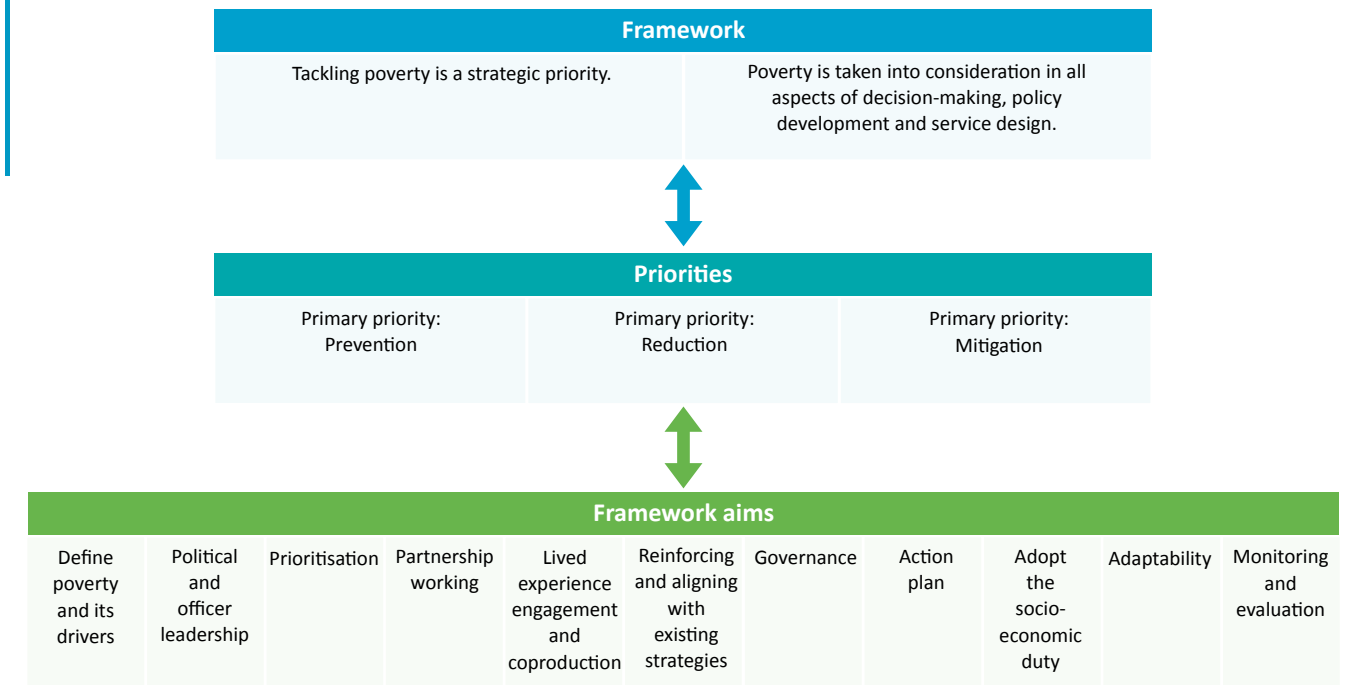 Framework
Tackling poverty is a strategic priority.
Poverty is taken into consideration in all
aspects of decision-making, policy
development and service design.
Priorities
Primary priority:
Prevention
Primary priority:
Reduction
Primary priority:
Mitigation
Framework aims
Define
poverty
and its
drivers
Political
and
officer
leadership
Prioritisation
Partnership
working
Lived
experience
engagement
and
coproduction
Reinforcing
and aligning
with
existing
strategies
Governance
Action
plan
Adopt
the
socio-
economic
duty
Adaptability
Monitoring
and
evaluation